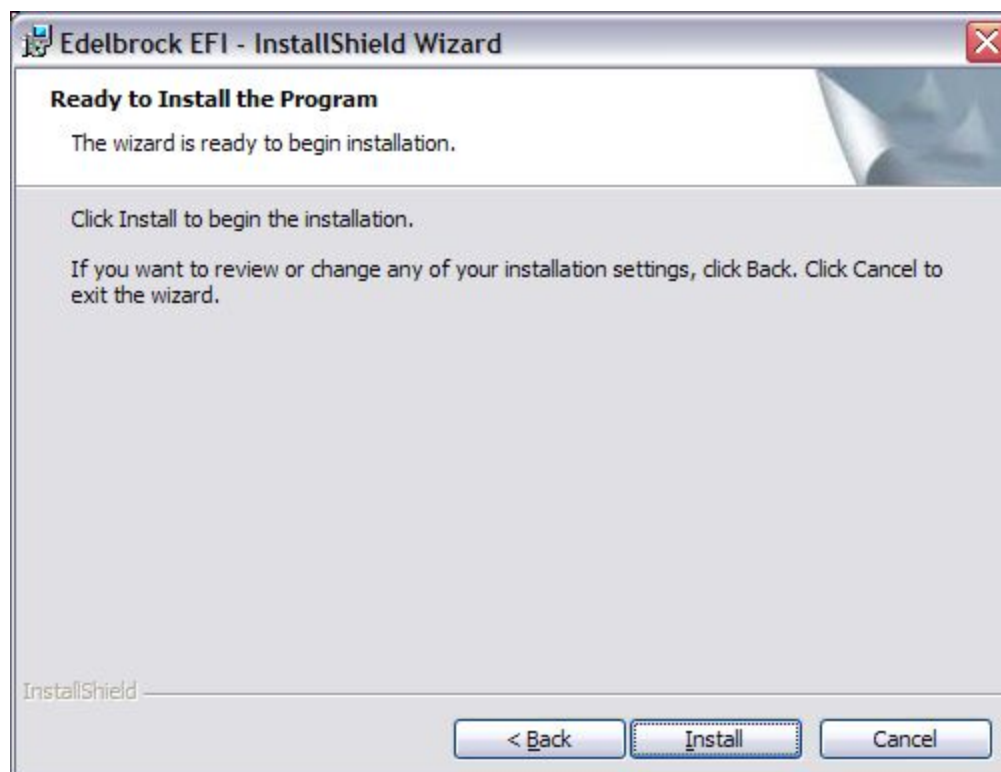 Edelbrock EFI - InstallShield Wizard
Ready to Install the Program
The wizard is ready to begin installation.
Click Install to begin the installation.
If you want to review or change any of your installation settings, click Back. Click Cancel to
exit the wizard.
InstallShield
< Back Install Cancel